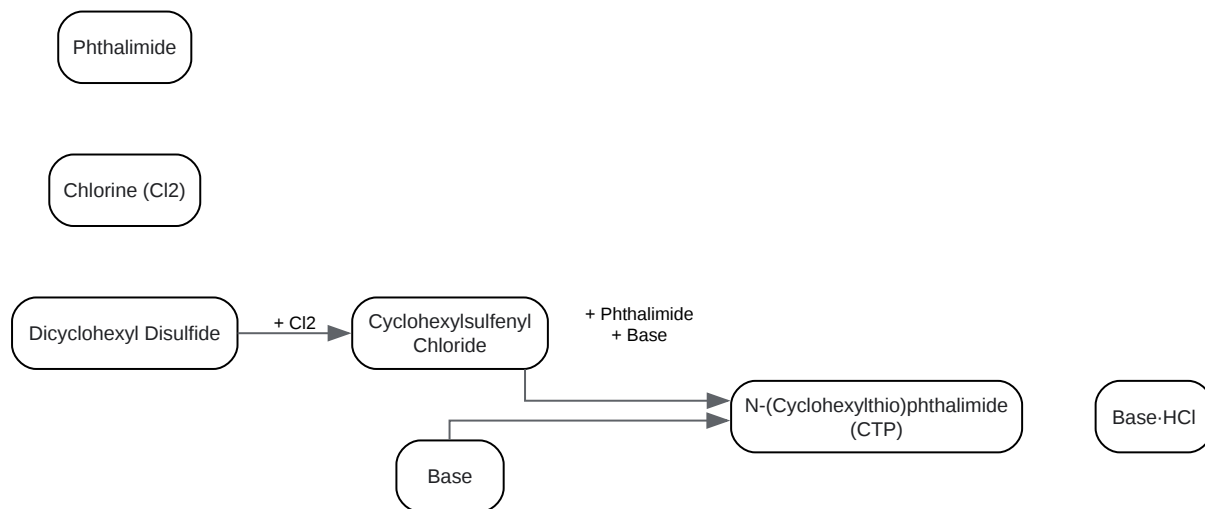 Phthalimide
Chlorine (Cl2)
Dicyclohexyl Disulfide
+ Cl2
Cyclohexylsulfenyl
Chloride
+ Phthalimide
+ Base
N-(Cyclohexylthio)phthalimide
(CTP)
Base·HCl
Base